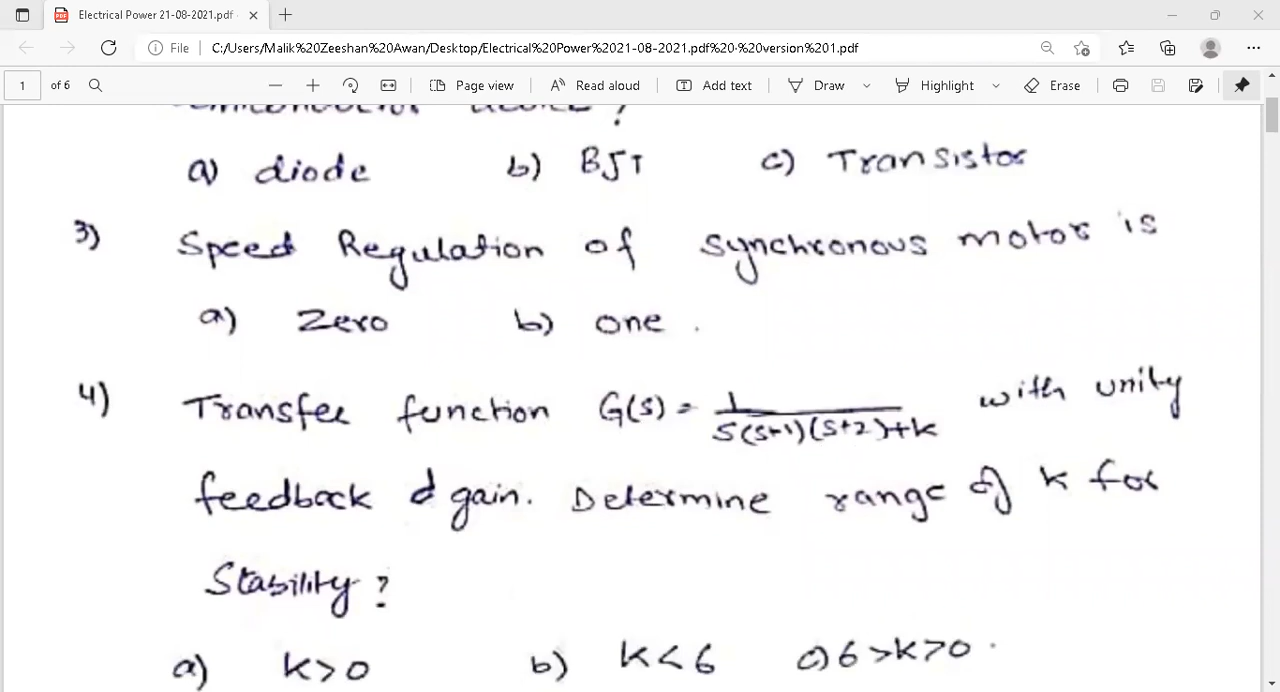 Electrical Power 21-08-2021.pdf
File C:/Users/Malik%20Zeeshan%20Awan/Desktop/Electrical%20Power%2021-08-2021.pdf%20-%20version%201.pdf
1 of 6 Page view Read aloud Add text Draw Highlight Erase
a) diode b) BJT c) Transistor
3) Speed Regulation of synchronous motor is
a) Zero b) one .
4) Transfer function G(s) = 1 / s(s+1)(s+2)+k with unity
feedback d gain. Determine range of k for
Stability ?
a) k>0 b) k<6 c) 6>k>0 .